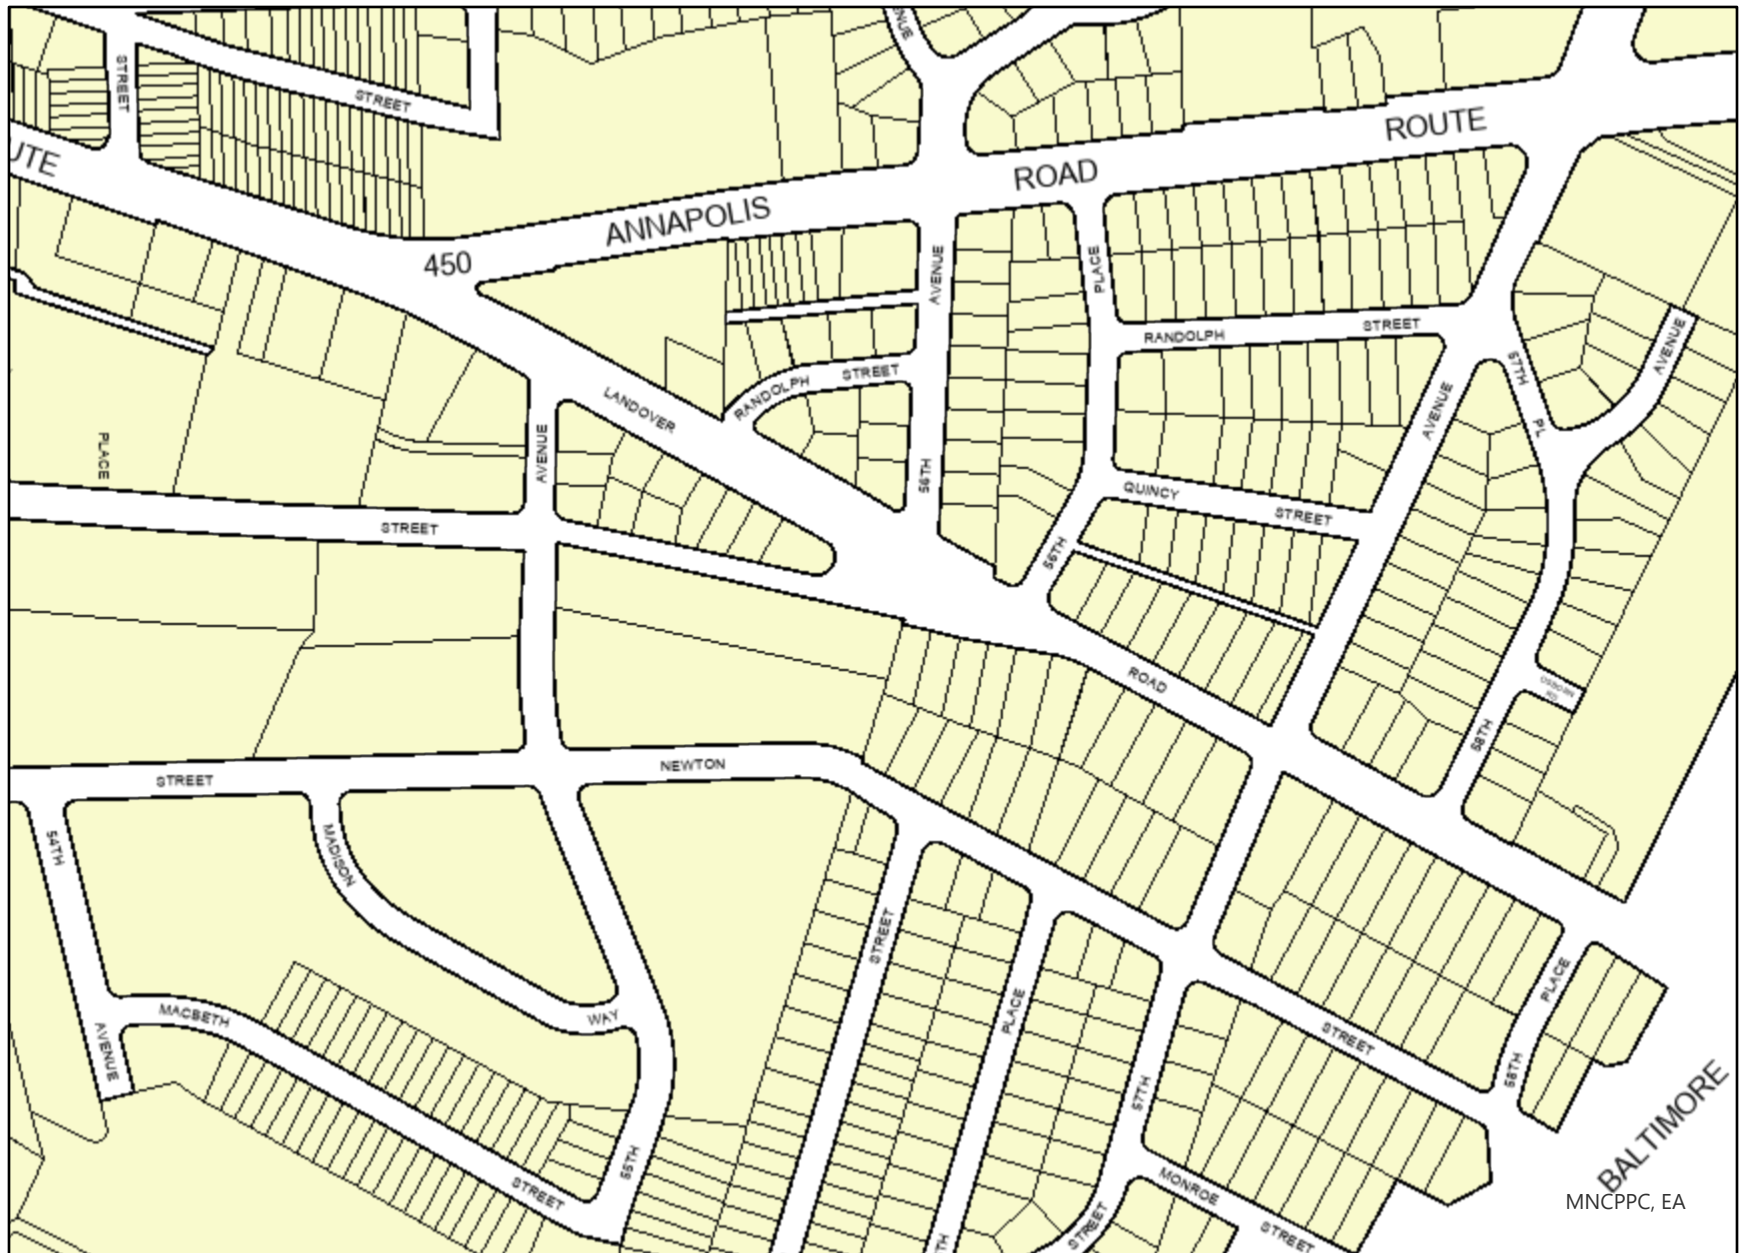 NUE
STREET
STREET
ROUTE
UTE
ROAD
ANNAPOLIS
450
AVENUE
PLACE
RANDOLPH
STREET
57TH
PL
AVENUE
RANDOLPH
STREET
LANDOVER
AVENUE
AVENUE
PLACE
56TH
QUINCY
STREET
STREET
56TH
ROAD
58TH
NEWTON
STREET
54TH
MADISON
STREET
PLACE
PLACE
MACBETH
WAY
AVENUE
STREET
58TH
57TH
BALTIMORE
55TH
STREET
MONROE
STREET
STREET
TH
MNCPPC, EA